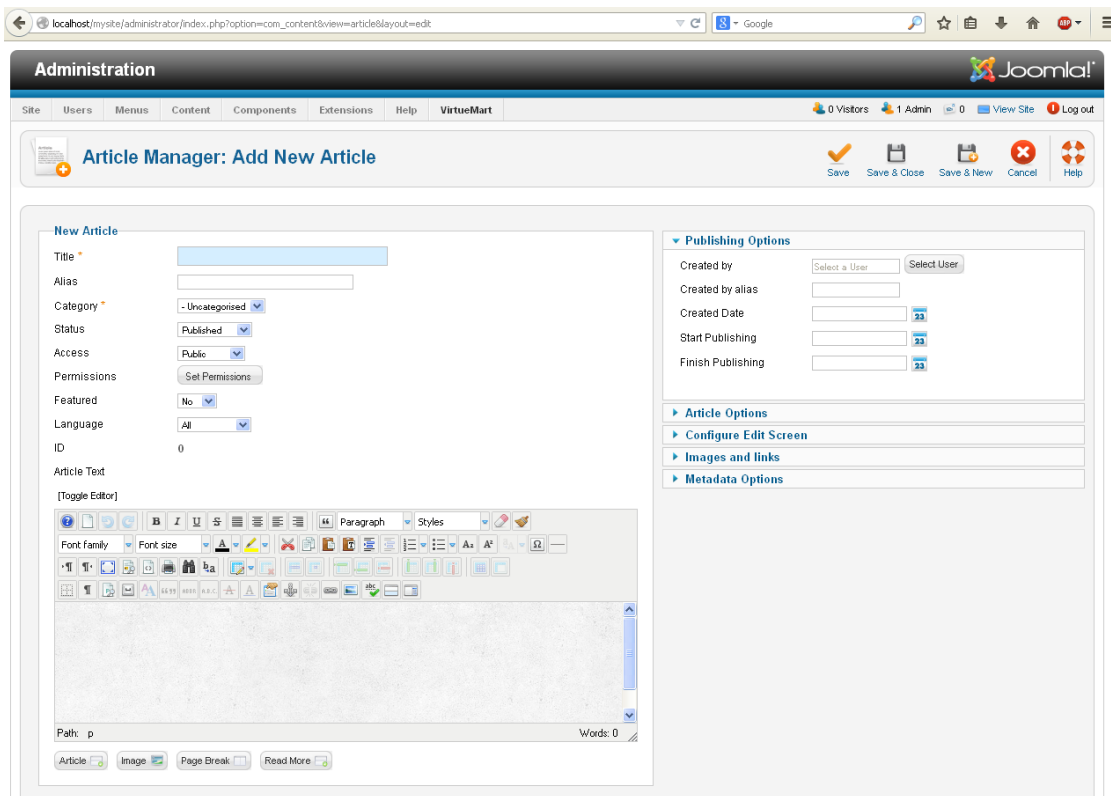 localhost/mysite/administrator/index.php?option=com_content&view=article&layout=edit
Google
ABP
Administration
Joomla!
Site Users Menus Content Components Extensions Help VirtueMart
0 Visitors 1 Admin 0 View Site Log out
Article Manager: Add New Article
Save Save & Close Save & New Cancel Help
New Article
Title *
Alias
Category * - Uncategorised
Status Published
Access Public
Permissions Set Permissions
Featured No
Language All
ID 0
Article Text
[Toggle Editor]
B I U S Paragraph Styles
Font family Font size A Ω
Path: p Words: 0
Article Image Page Break Read More
Publishing Options
Created by Select a User Select User
Created by alias
Created Date 23
Start Publishing 23
Finish Publishing 23
Article Options
Configure Edit Screen
Images and links
Metadata Options